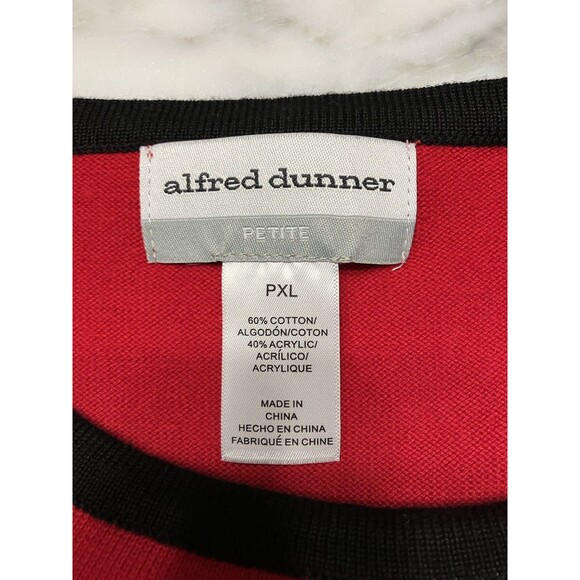 alfred dunner
PETITE
PXL
60% COTTON/
ALGODÓN/COTON
40% ACRYLIC/
ACRÍLICO/
ACRYLIQUE
MADE IN
CHINA
HECHO EN CHINA
FABRIQUÉ EN CHINE